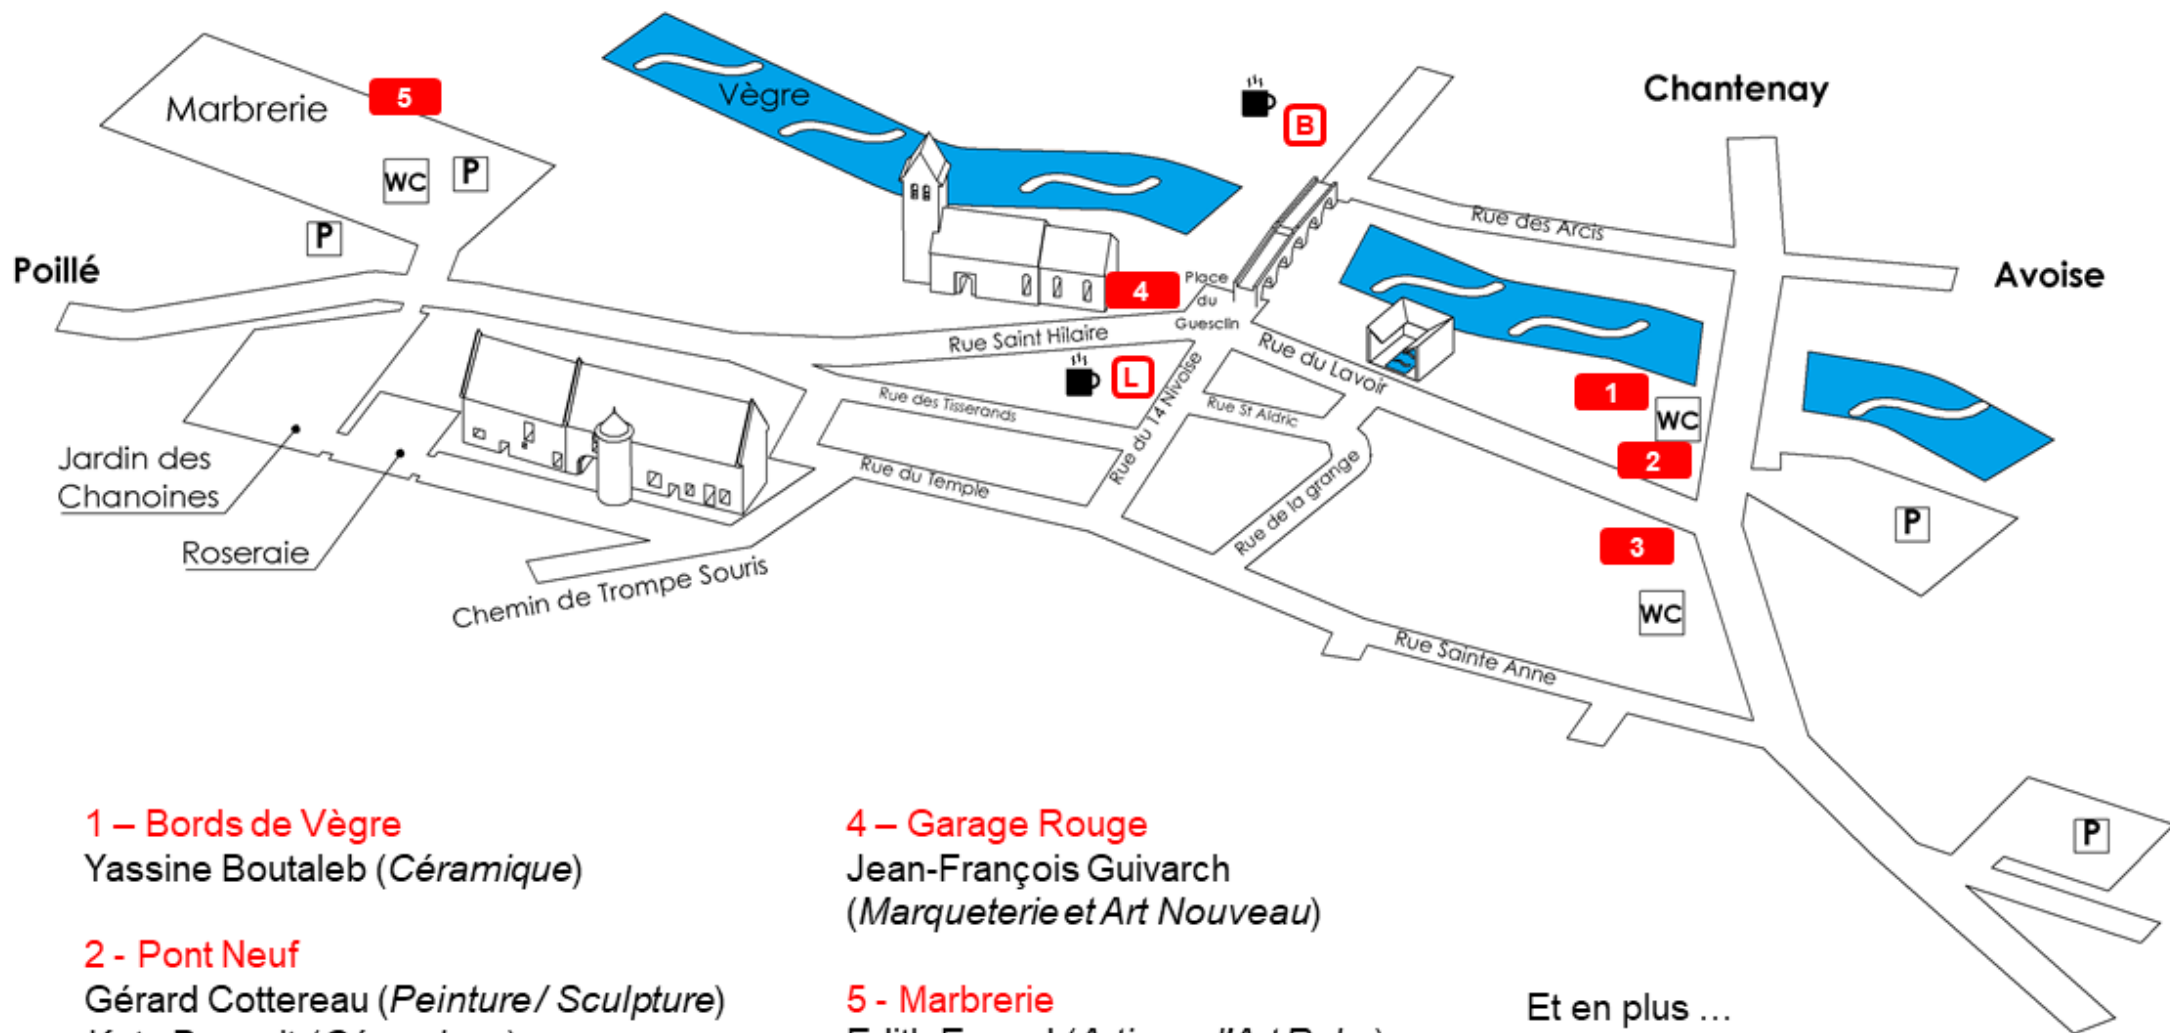 Chantenay
Marbrerie
5
Vègre
B
WC
P
P
Rue des Arcis
Poillé
Avoise
4
Place
du
Guesclin
Rue Saint Hilaire
Rue du Lavoir
L
Rue des Tisserands
Rue du 14 Nivoise
Rue St Aldric
1
WC
2
Jardin des
Chanoines
Rue du Temple
Rue de la grange
Roseraie
3
P
Chemin de Trompe Souris
WC
Rue Sainte Anne
P
1 – Bords de Vègre
Yassine Boutaleb (Céramique)
2 - Pont Neuf
Gérard Cottereau (Peinture / Sculpture)
4 – Garage Rouge
Jean-François Guivarch
(Marqueterie et Art Nouveau)
5 - Marbrerie
Et en plus ...